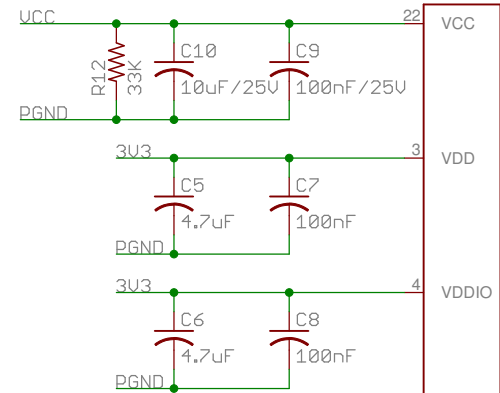 VCC
22
VCC
R12
33K
C10
10uF/25V
C9
100nF/25V
PGND
3V3
3
VDD
C5
4.7uF
C7
100nF
PGND
3V3
4
VDDIO
C6
4.7uF
C8
100nF
PGND